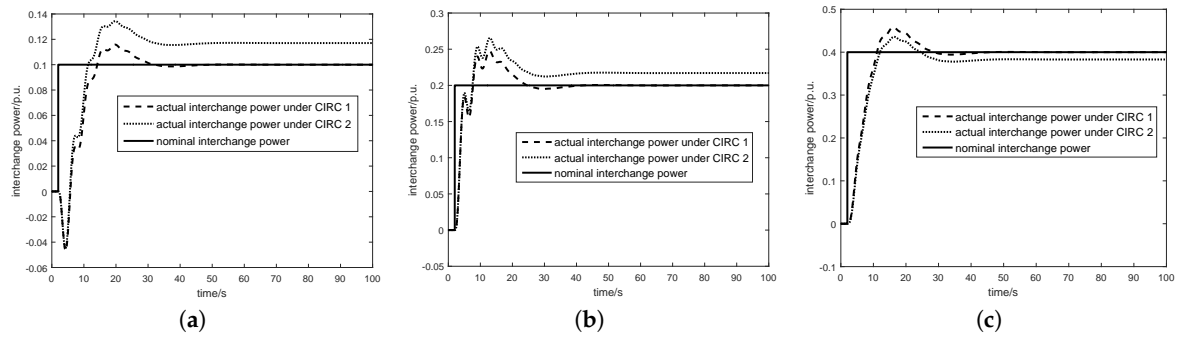 0.14
0.12
0.1
0.08
0.06
0.04
0.02
0
-0.02
-0.04
-0.06
interchange power/p.u.
actual interchange power under CIRC 1
actual interchange power under CIRC 2
nominal interchange power
0 10 20 30 40 50 60 70 80 90 100
time/s
(a)
0.3
0.25
0.2
0.15
0.1
0.05
0
-0.05
interchange power/p.u.
actual interchange power under CIRC 1
actual interchange power under CIRC 2
nominal interchange power
0 10 20 30 40 50 60 70 80 90 100
time/s
(b)
0.5
0.4
0.3
0.2
0.1
0
-0.1
interchange power/p.u.
actual interchange power under CIRC 1
actual interchange power under CIRC 2
nominal interchange power
0 10 20 30 40 50 60 70 80 90 100
time/s
(c)